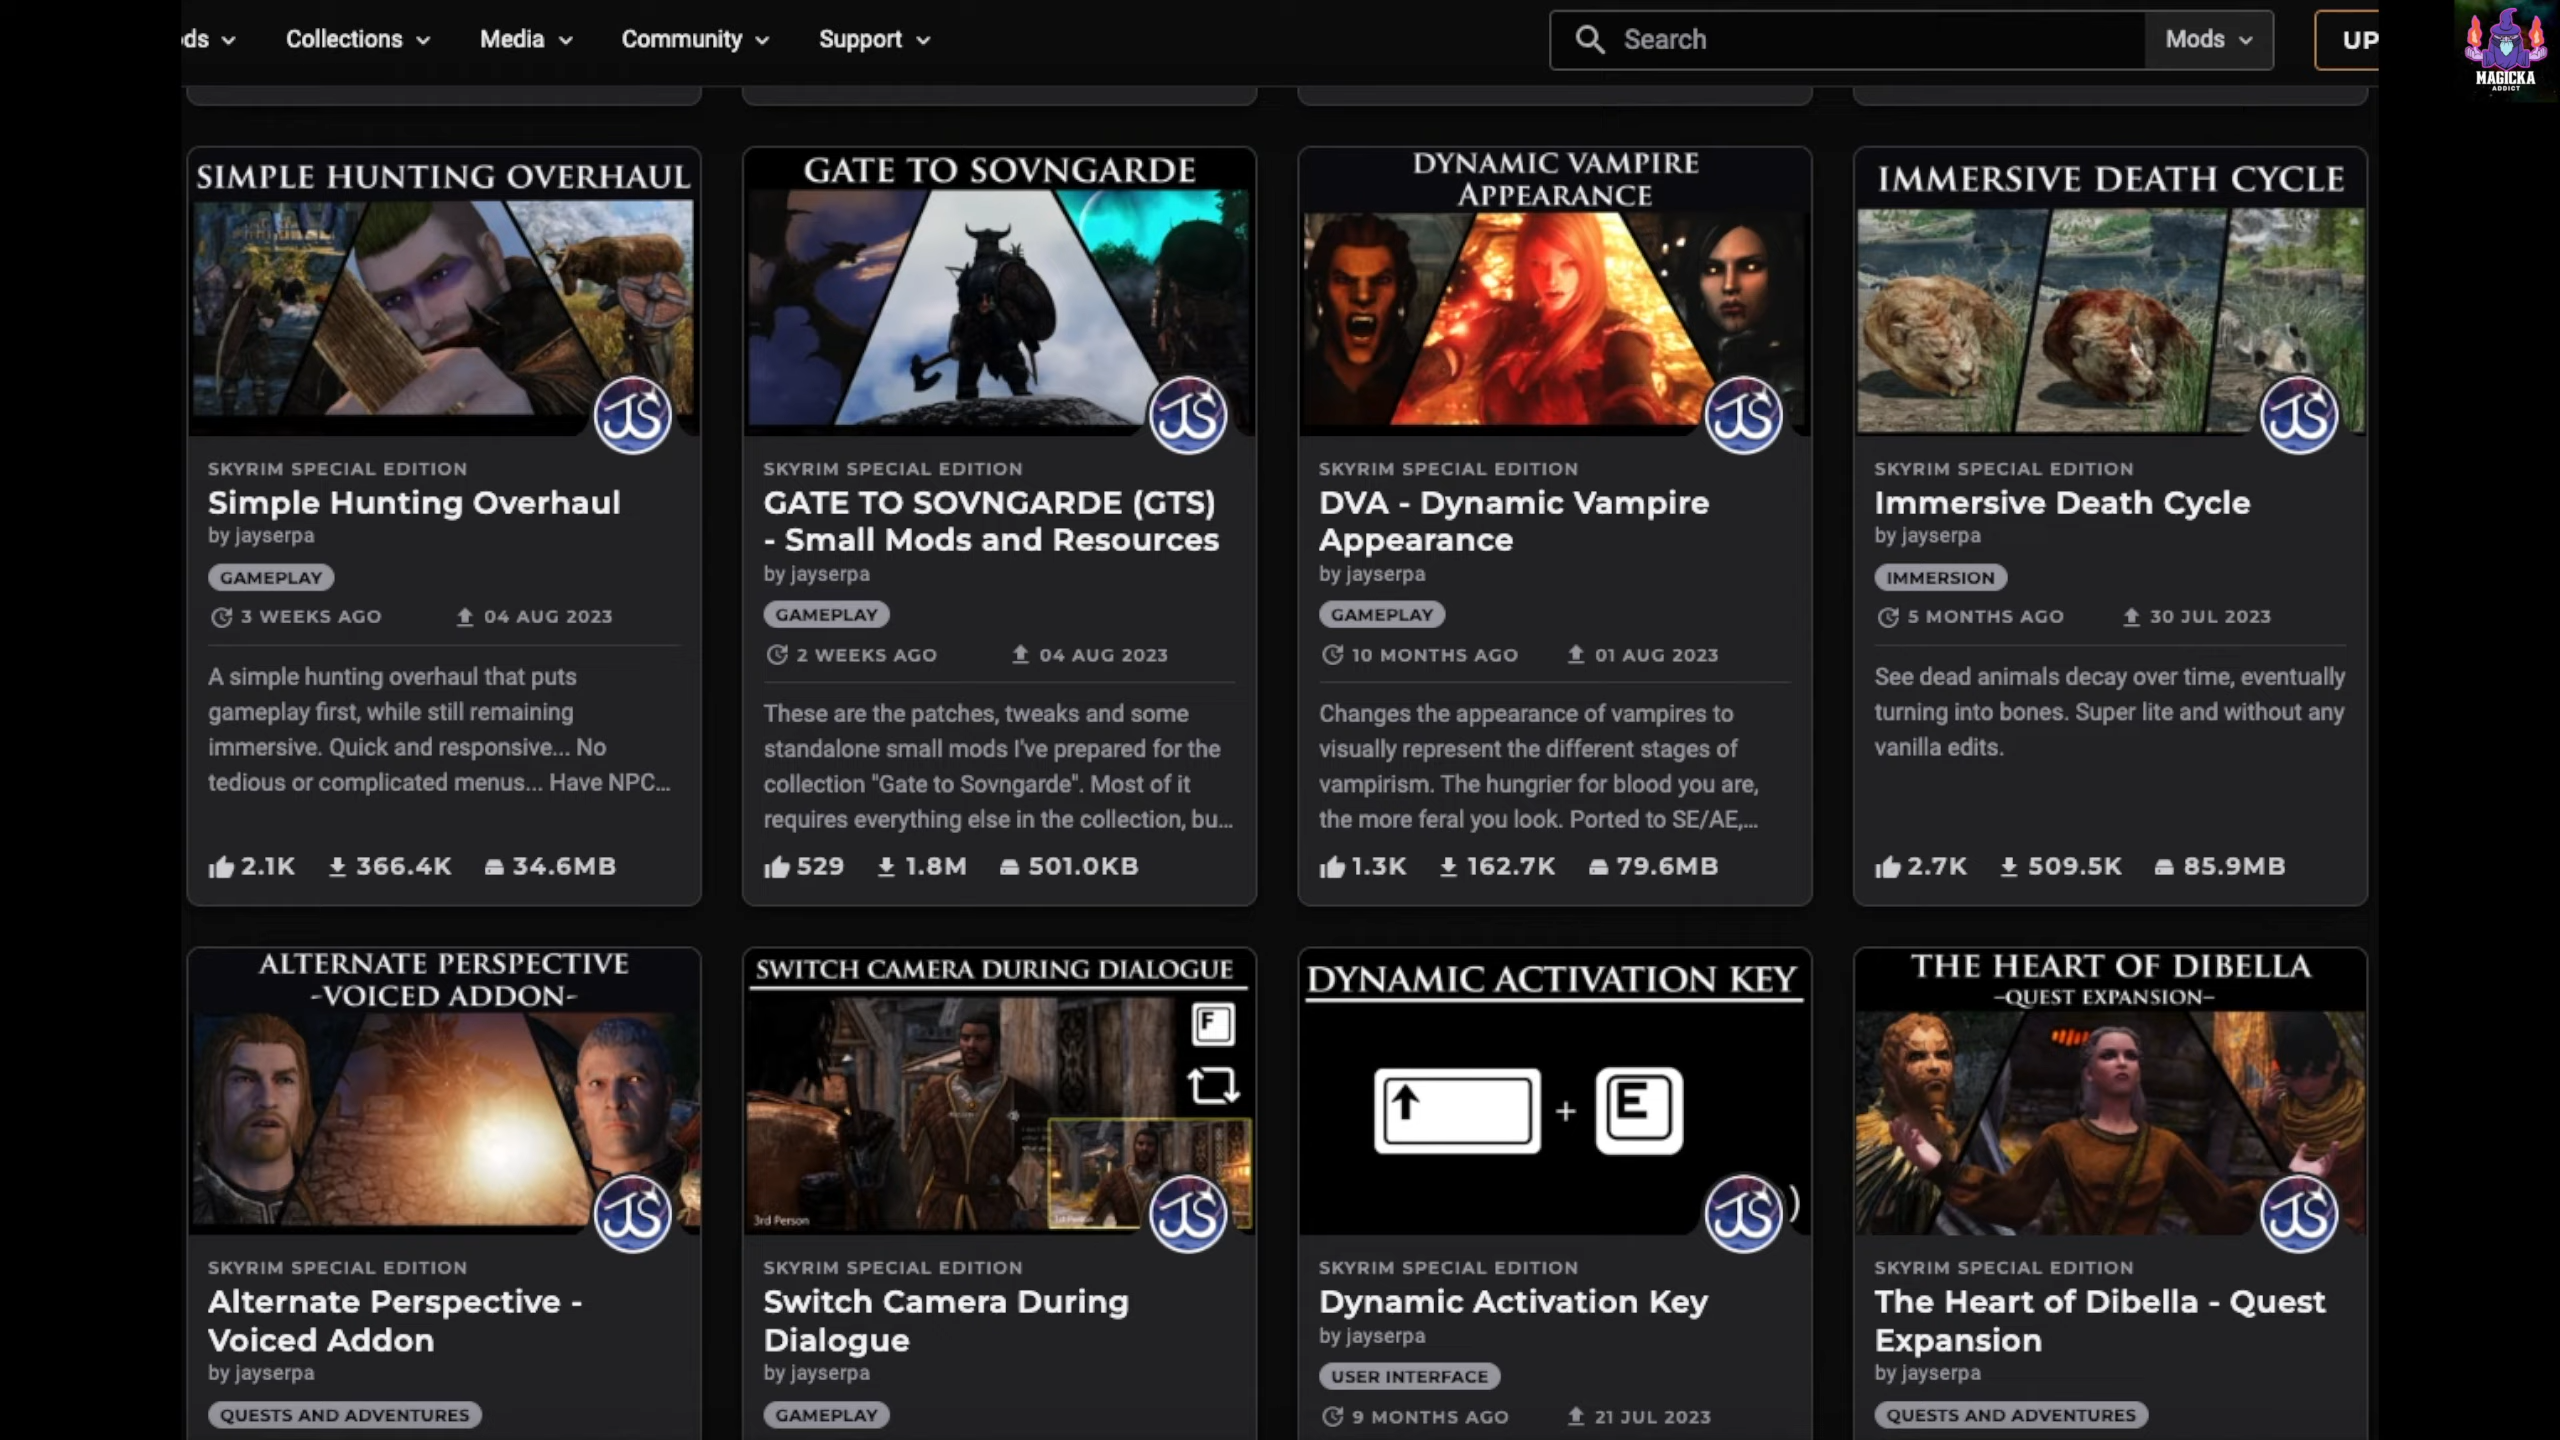 ds
Collections
Media
Community
Support
Search
Mods
UP
MAGICKA
ADDICT
SIMPLE HUNTING OVERHAUL
SKYRIM SPECIAL EDITION
Simple Hunting Overhaul
by jayserpa
GAMEPLAY
3 WEEKS AGO 04 AUG 2023
A simple hunting overhaul that puts
gameplay first, while still remaining
immersive. Quick and responsive... No
tedious or complicated menus... Have NPC...
2.1K 366.4K 34.6MB
GATE TO SOVNGARDE
SKYRIM SPECIAL EDITION
GATE TO SOVNGARDE (GTS)
- Small Mods and Resources
by jayserpa
GAMEPLAY
2 WEEKS AGO 04 AUG 2023
These are the patches, tweaks and some
standalone small mods I've prepared for the
collection "Gate to Sovngarde". Most of it
requires everything else in the collection, bu...
529 1.8M 501.0KB
DYNAMIC VAMPIRE
APPEARANCE
SKYRIM SPECIAL EDITION
DVA - Dynamic Vampire
Appearance
by jayserpa
GAMEPLAY
10 MONTHS AGO 01 AUG 2023
Changes the appearance of vampires to
visually represent the different stages of
vampirism. The hungrier for blood you are,
the more feral you look. Ported to SE/AE,...
1.3K 162.7K 79.6MB
IMMERSIVE DEATH CYCLE
SKYRIM SPECIAL EDITION
Immersive Death Cycle
by jayserpa
IMMERSION
5 MONTHS AGO 30 JUL 2023
See dead animals decay over time, eventually
turning into bones. Super lite and without any
vanilla edits.
2.7K 509.5K 85.9MB
JS
JS
JS
JS
ALTERNATE PERSPECTIVE
-VOICED ADDON-
SKYRIM SPECIAL EDITION
Alternate Perspective -
Voiced Addon
by jayserpa
QUESTS AND ADVENTURES
SWITCH CAMERA DURING DIALOGUE
F
3rd Person
SKYRIM SPECIAL EDITION
Switch Camera During
Dialogue
by jayserpa
GAMEPLAY
DYNAMIC ACTIVATION KEY
+ E
)
SKYRIM SPECIAL EDITION
Dynamic Activation Key
by jayserpa
USER INTERFACE
9 MONTHS AGO 21 JUL 2023
THE HEART OF DIBELLA
-QUEST EXPANSION-
SKYRIM SPECIAL EDITION
The Heart of Dibella - Quest
Expansion
by jayserpa
QUESTS AND ADVENTURES
JS
JS
JS
JS